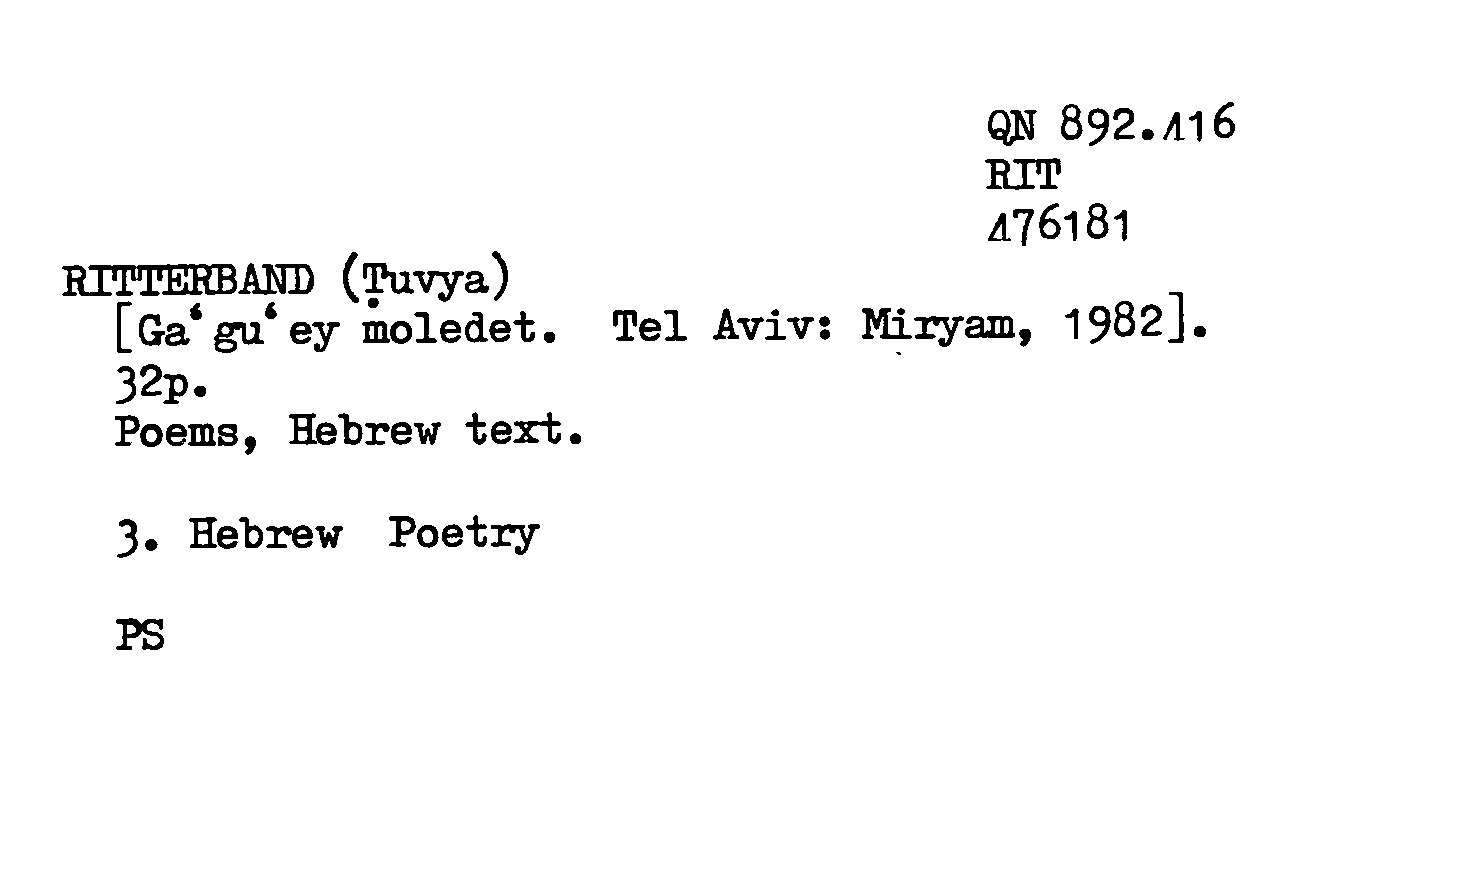 QN 892.416
RIT
476181
RITTERBAND (Ṭuvya)
[Ga‘gu‘ey moledet. Tel Aviv: Miryam, 1982].
32p.
Poems, Hebrew text.
3. Hebrew Poetry
PS